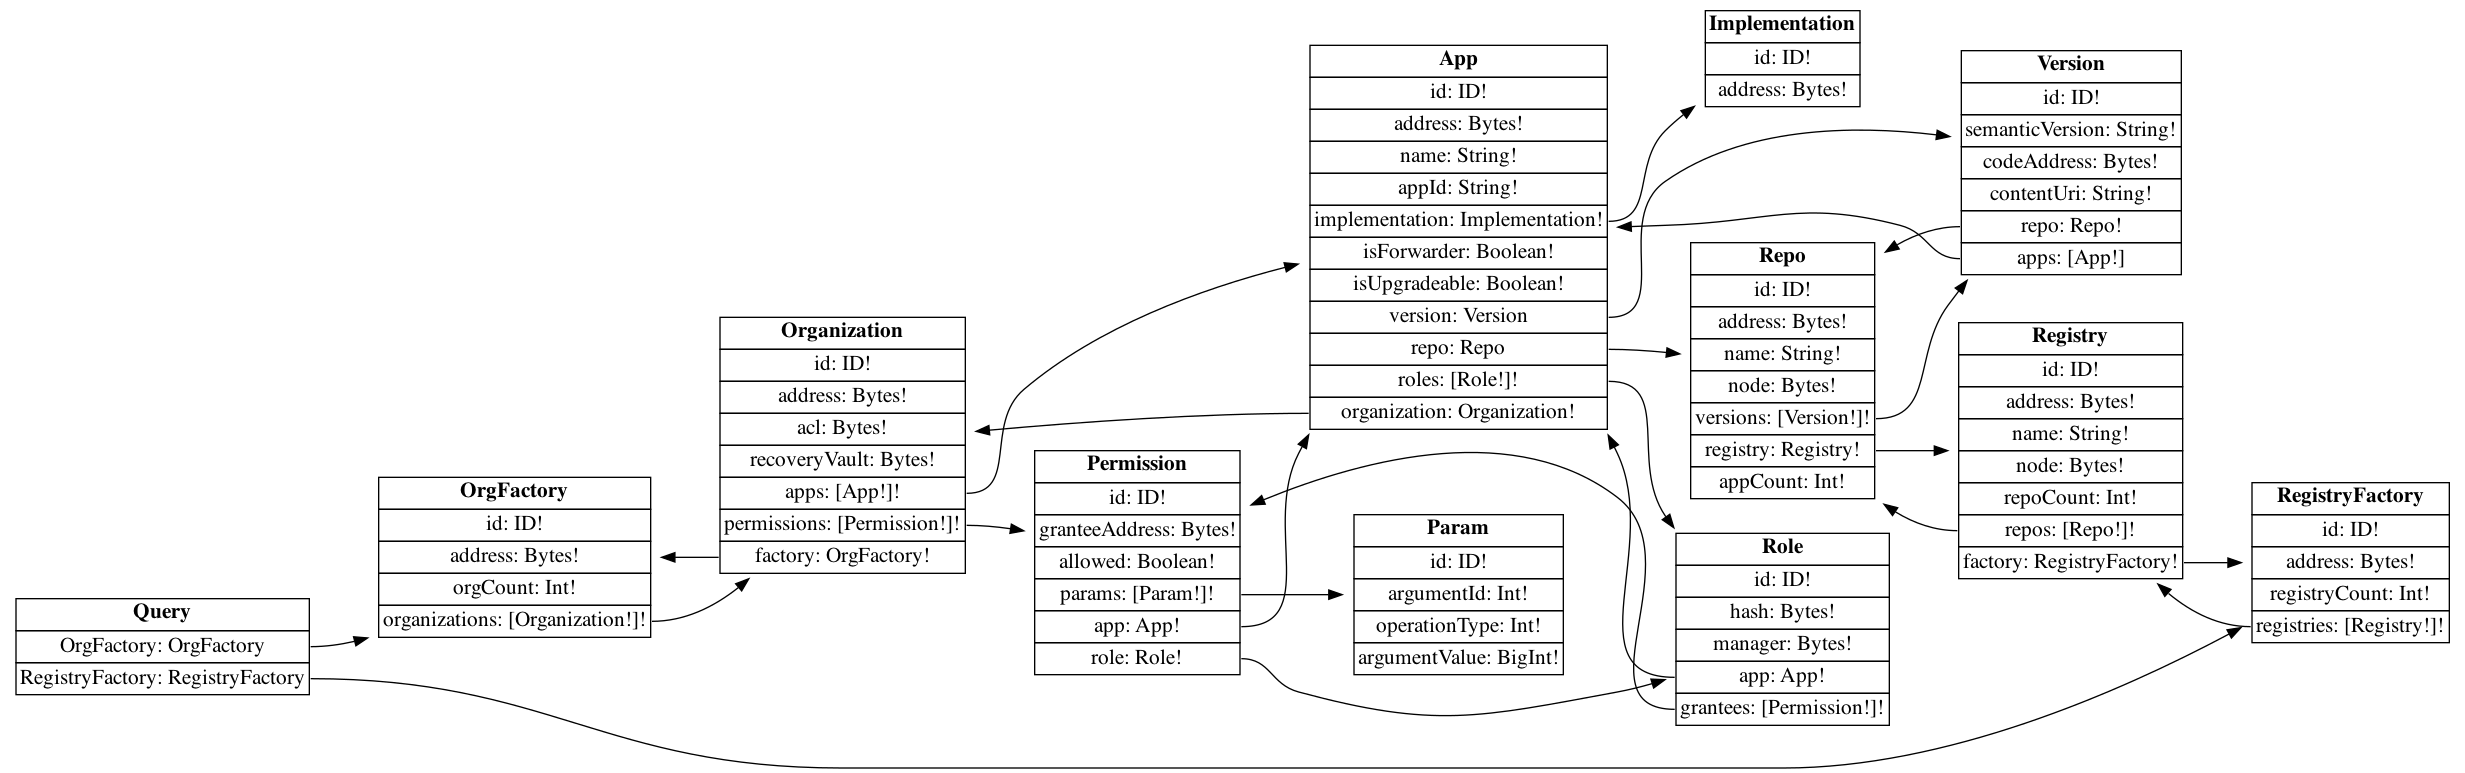 Query
OrgFactory: OrgFactory
RegistryFactory: RegistryFactory
OrgFactory
id: ID!
address: Bytes!
orgCount: Int!
organizations: [Organization!]!
Organization
id: ID!
address: Bytes!
acl: Bytes!
recoveryVault: Bytes!
apps: [App!]!
permissions: [Permission!]!
factory: OrgFactory!
Permission
id: ID!
granteeAddress: Bytes!
allowed: Boolean!
params: [Param!]!
app: App!
role: Role!
App
id: ID!
address: Bytes!
name: String!
appId: String!
implementation: Implementation!
isForwarder: Boolean!
isUpgradeable: Boolean!
version: Version
repo: Repo
roles: [Role!]!
organization: Organization!
Param
id: ID!
argumentId: Int!
operationType: Int!
argumentValue: BigInt!
Implementation
id: ID!
address: Bytes!
Repo
id: ID!
address: Bytes!
name: String!
node: Bytes!
versions: [Version!]!
registry: Registry!
appCount: Int!
Role
id: ID!
hash: Bytes!
manager: Bytes!
app: App!
grantees: [Permission!]!
Version
id: ID!
semanticVersion: String!
codeAddress: Bytes!
contentUri: String!
repo: Repo!
apps: [App!]
Registry
id: ID!
address: Bytes!
name: String!
node: Bytes!
repoCount: Int!
repos: [Repo!]!
factory: RegistryFactory!
RegistryFactory
id: ID!
address: Bytes!
registryCount: Int!
registries: [Registry!]!